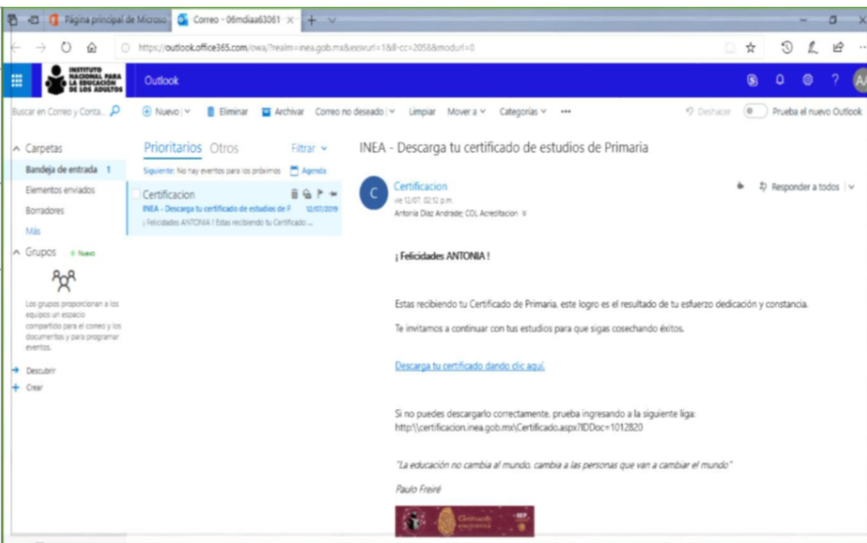 Página principal de Microso
Correo - 06mdiaa63061
https://outlook.office365.com/owa/?realm=inea.gob.mx&exsvurl=1&ll-cc=2058&modurl=0
INSTITUTO
NACIONAL PARA
LA EDUCACIÓN
DE LOS ADULTOS
Outlook
Buscar en Correo y Conta...
Nuevo
Eliminar
Archivar
Correo no deseado
Limpiar
Mover a
Categorías
Deshacer
Prueba el nuevo Outlook
Carpetas
Bandeja de entrada 1
Elementos enviados
Borradores
Más
Grupos
+ Nuevo
Los grupos proporcionan a los
equipos un espacio
compartido para el correo y los
documentos y para programar
eventos.
Descubrir
Crear
Prioritarios Otros Filtrar
Siguiente: No hay eventos para los próximos
Agenda
Certificacion
INEA - Descarga tu certificado de estudios de P 12/07/2019
¡ Felicidades ANTONIA ! Estas recibiendo tu Certificado ...
INEA - Descarga tu certificado de estudios de Primaria
C
Certificacion
vie 12/07, 02:12 p.m.
Antonia Diaz Andrade; COL Acreditacion
Responder a todos
¡ Felicidades ANTONIA !
Estas recibiendo tu Certificado de Primaria, este logro es el resultado de tu esfuerzo dedicación y constancia.
Te invitamos a continuar con tus estudios para que sigas cosechando éxitos.
Descarga tu certificado dando clic aquí.
Si no puedes descargarlo correctamente, prueba ingresando a la siguiente liga:
http:\\certificacion.inea.gob.mx\Certificado.aspx?IDDoc=1012820
"La educación no cambia al mundo, cambia a las personas que van a cambiar el mundo"
Paulo Freiré
SEP